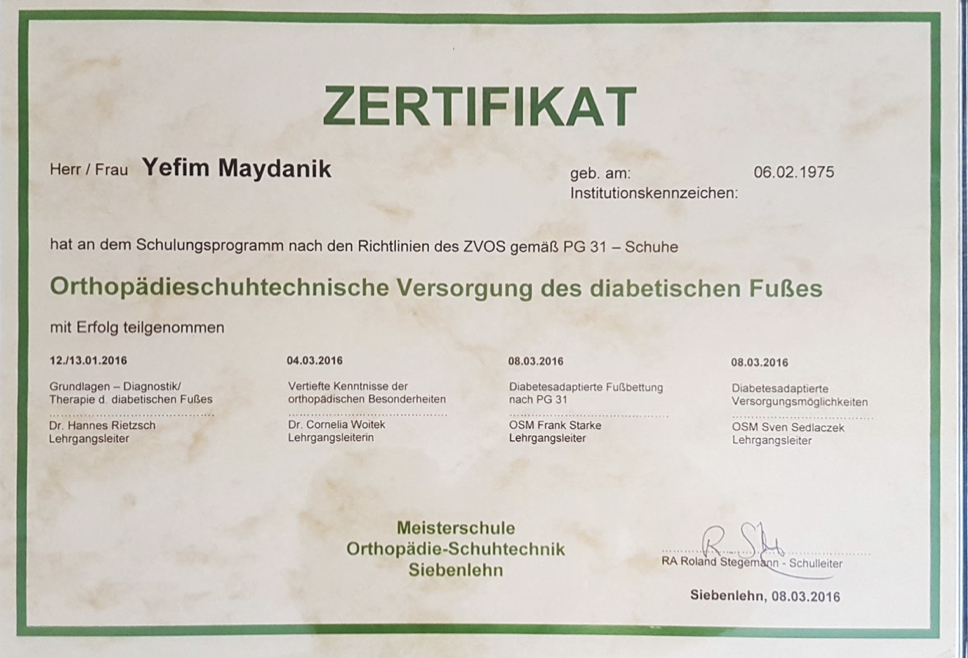 ZERTIFIKAT
Herr / Frau Yefim Maydanik
geb. am: 06.02.1975
Institutionskennzeichen:
hat an dem Schulungsprogramm nach den Richtlinien des ZVOS gemäß PG 31 – Schuhe
Orthopädieschuhtechnische Versorgung des diabetischen Fußes
mit Erfolg teilgenommen
12./13.01.2016
Grundlagen – Diagnostik/
Therapie d. diabetischen Fußes
Dr. Hannes Rietzsch
Lehrgangsleiter
04.03.2016
Vertiefte Kenntnisse der
orthopädischen Besonderheiten
Dr. Cornelia Woitek
Lehrgangsleiterin
08.03.2016
Diabetesadaptierte Fußbettung
nach PG 31
OSM Frank Starke
Lehrgangsleiter
08.03.2016
Diabetesadaptierte
Versorgungsmöglichkeiten
OSM Sven Sedlaczek
Lehrgangsleiter
Meisterschule
Orthopädie-Schuhtechnik
Siebenlehn
RA Roland Stegemann - Schulleiter
Siebenlehn, 08.03.2016